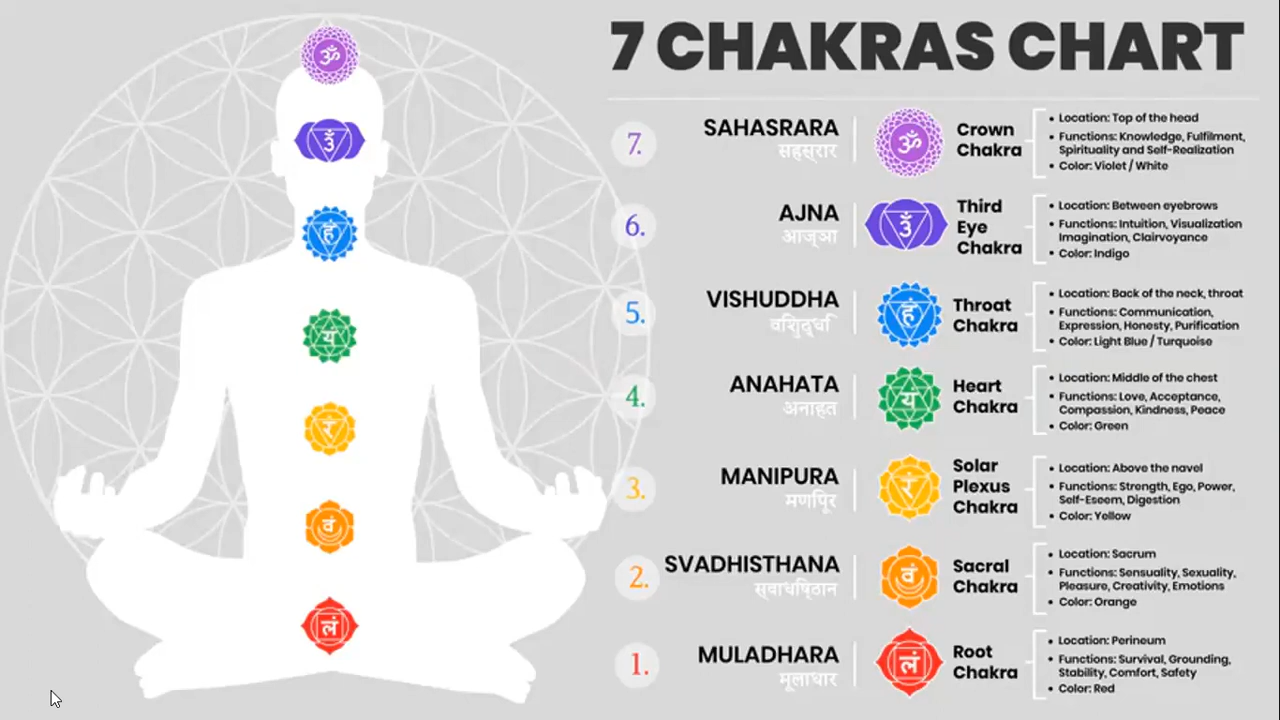 7 CHAKRAS CHART
7.
SAHASRARA
सहस्रार
ॐ
Crown
Chakra
• Location: Top of the head
• Functions: Knowledge, Fulfilment,
Spirituality and Self-Realization
• Color: Violet / White
6.
AJNA
आज्ञा
Third
Eye
Chakra
• Location: Between eyebrows
• Functions: Intuition, Visualization
Imagination, Clairvoyance
• Color: Indigo
5.
VISHUDDHA
हं
Throat
Chakra
• Location: Back of the neck, throat
• Functions: Communication,
Expression, Honesty, Purification
• Color: Light Blue / Turquoise
4.
ANAHATA
अनाहत
यं
Heart
Chakra
• Location: Middle of the chest
• Functions: Love, Acceptance,
Compassion, Kindness, Peace
• Color: Green
3.
MANIPURA
मणपूिर
रं
Solar
Plexus
Chakra
• Location: Above the navel
• Functions: Strength, Ego, Power,
Self-Eseem, Digestion
• Color: Yellow
2.
SVADHISTHANA
वं
Sacral
Chakra
• Location: Sacrum
• Functions: Sensuality, Sexuality,
Pleasure, Creativity, Emotions
• Color: Orange
1.
MULADHARA
मूलाधार
लं
Root
Chakra
• Location: Perineum
• Functions: Survival, Grounding,
Stability, Comfort, Safety
• Color: Red
ॐ
हं
यं
रं
वं
लं